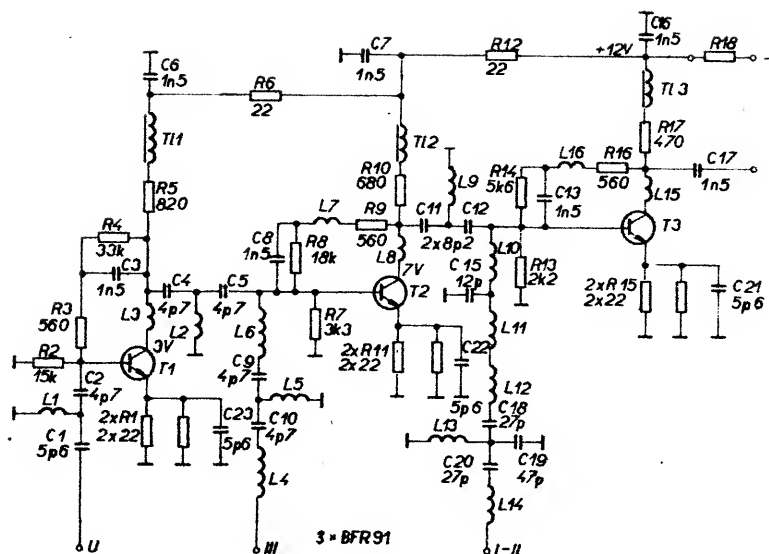 C16
1n5
C7
1n5
R12
22
+12V
R18
C6
1n5
R6
22
Tl3
Tl1
Tl2
R17
470
R10
680
L9
R14
5k6
L16
R16
560
C17
1n5
R5
820
C13
1n5
L15
R4
33k
L7
R9
560
C11
C12
2x8p2
C8
1n5
R8
18k
L8
T3
C3
1n5
C4
4p7
C5
4p7
7V
L10
C15
12p
R13
2k2
2xR15
2x22
C21
5p6
R3
560
L3
L2
L6
R7
3k3
T2
L11
R2
15k
3V
T1
C9
4p7
2xR11
2x22
C22
5p6
L12
C2
4p7
L5
C18
27p
L1
2xR1
2x22
C23
5p6
C10
4p7
L13
C1
5p6
C20
27p
C19
47p
L4
L14
U
III
3 x BFR91
I-II